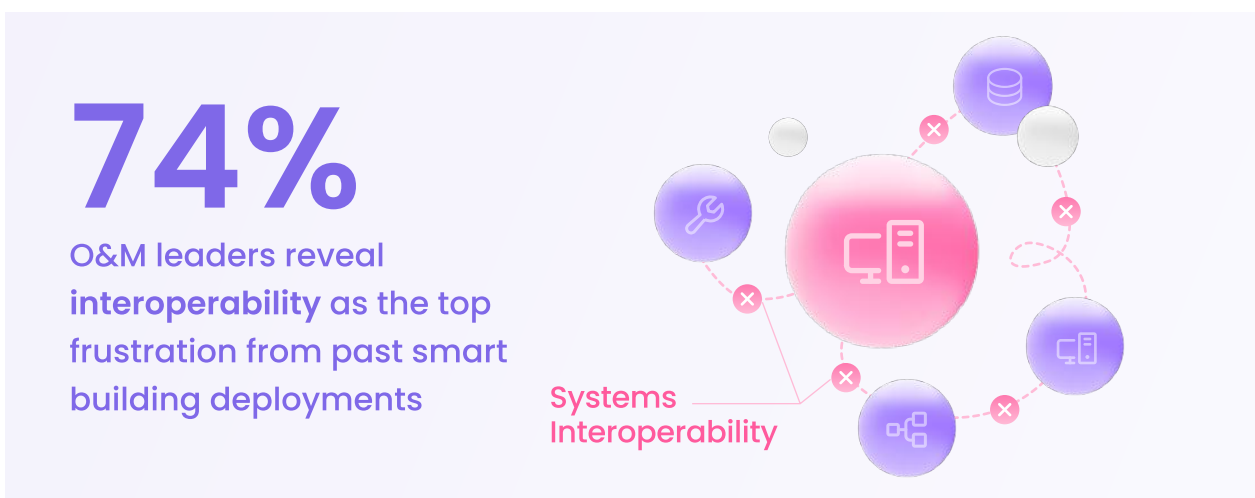 74%
O&M leaders reveal
interoperability as the top
frustration from past smart
building deployments
Systems
Interoperability